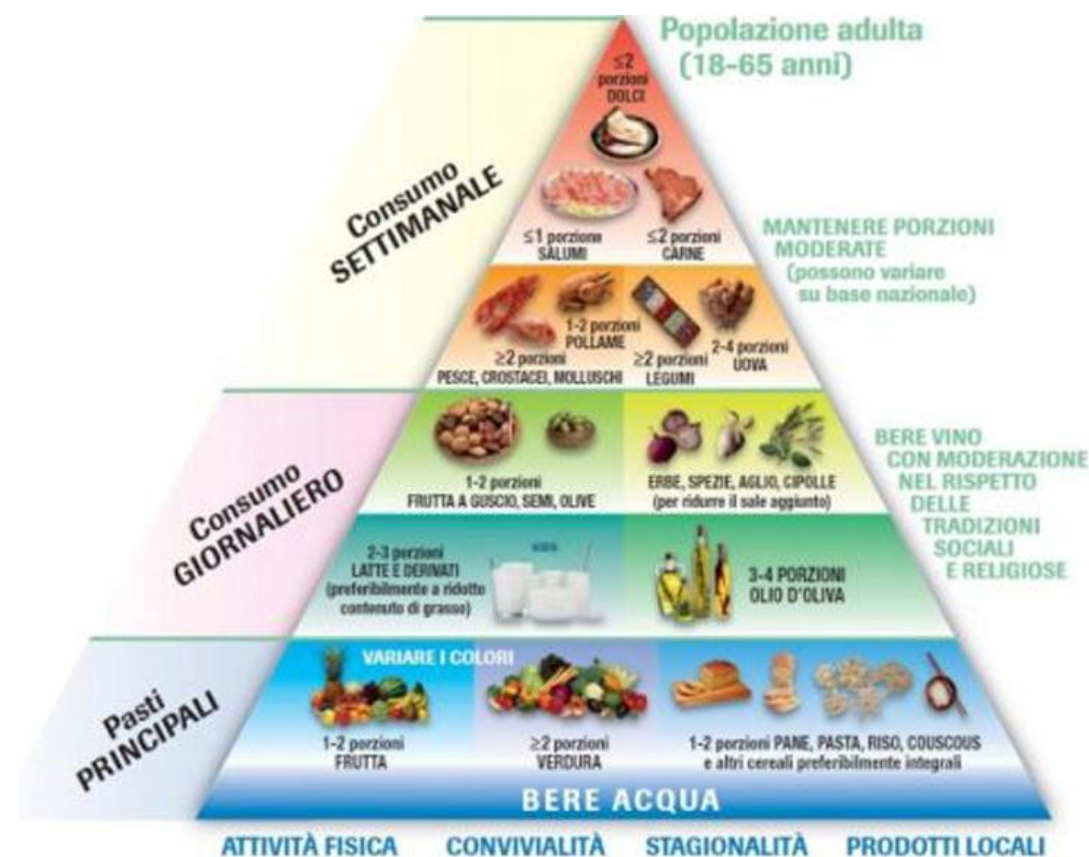 Popolazione adulta
(18-65 anni)
≤2
porzioni
DOLCI
Consumo
SETTIMANALE
≤1 porzione
SALUMI
≤2 porzioni
CARNE
MANTENERE PORZIONI
MODERATE
(possono variare
su base nazionale)
1-2 porzioni
POLLAME
≥2 porzioni
PESCE, CROSTACEI, MOLLUSCHI
≥2 porzioni
LEGUMI
2-4 porzioni
UOVA
Consumo
GIORNALIERO
1-2 porzioni
FRUTTA A GUSCIO, SEMI, OLIVE
ERBE, SPEZIE, AGLIO, CIPOLLE
(per ridurre il sale aggiunto)
BERE VINO
CON MODERAZIONE
NEL RISPETTO
DELLE
TRADIZIONI
SOCIALI
E RELIGIOSE
2-3 porzioni
LATTE E DERIVATI
(preferibilmente a ridotto
contenuto di grasso)
3-4 PORZIONI
OLIO D'OLIVA
Pasti
PRINCIPALI
VARIARE I COLORI
1-2 porzioni
FRUTTA
≥2 porzioni
VERDURA
1-2 porzioni PANE, PASTA, RISO, COUSCOUS
e altri cereali preferibilmente integrali
BERE ACQUA
ATTIVITÀ FISICA CONVIVIALITÀ STAGIONALITÀ PRODOTTI LOCALI